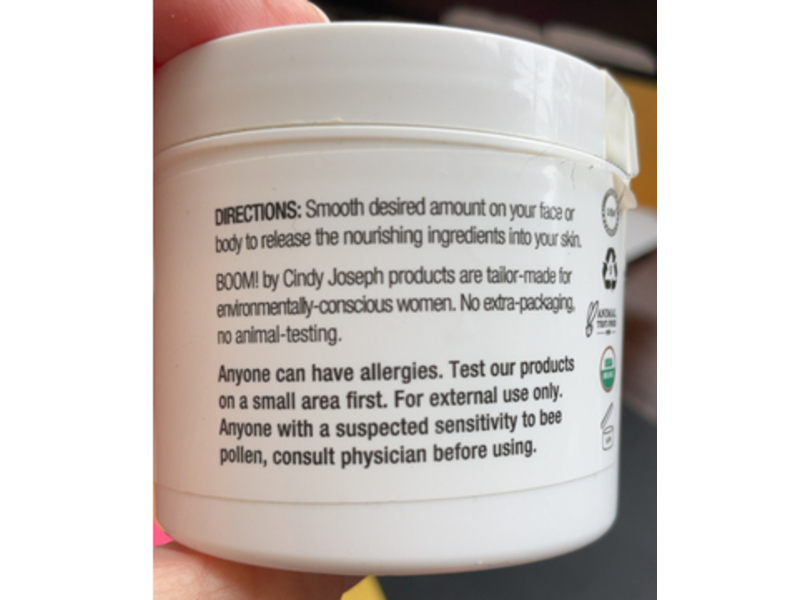 DIRECTIONS: Smooth desired amount on your face or
body to release the nourishing ingredients into your skin.
BOOM! by Cindy Joseph products are tailor-made for
environmentally-conscious women. No extra-packaging,
no animal-testing.
Anyone can have allergies. Test our products
on a small area first. For external use only.
Anyone with a suspected sensitivity to bee
pollen, consult physician before using.
ANIMAL
USDA